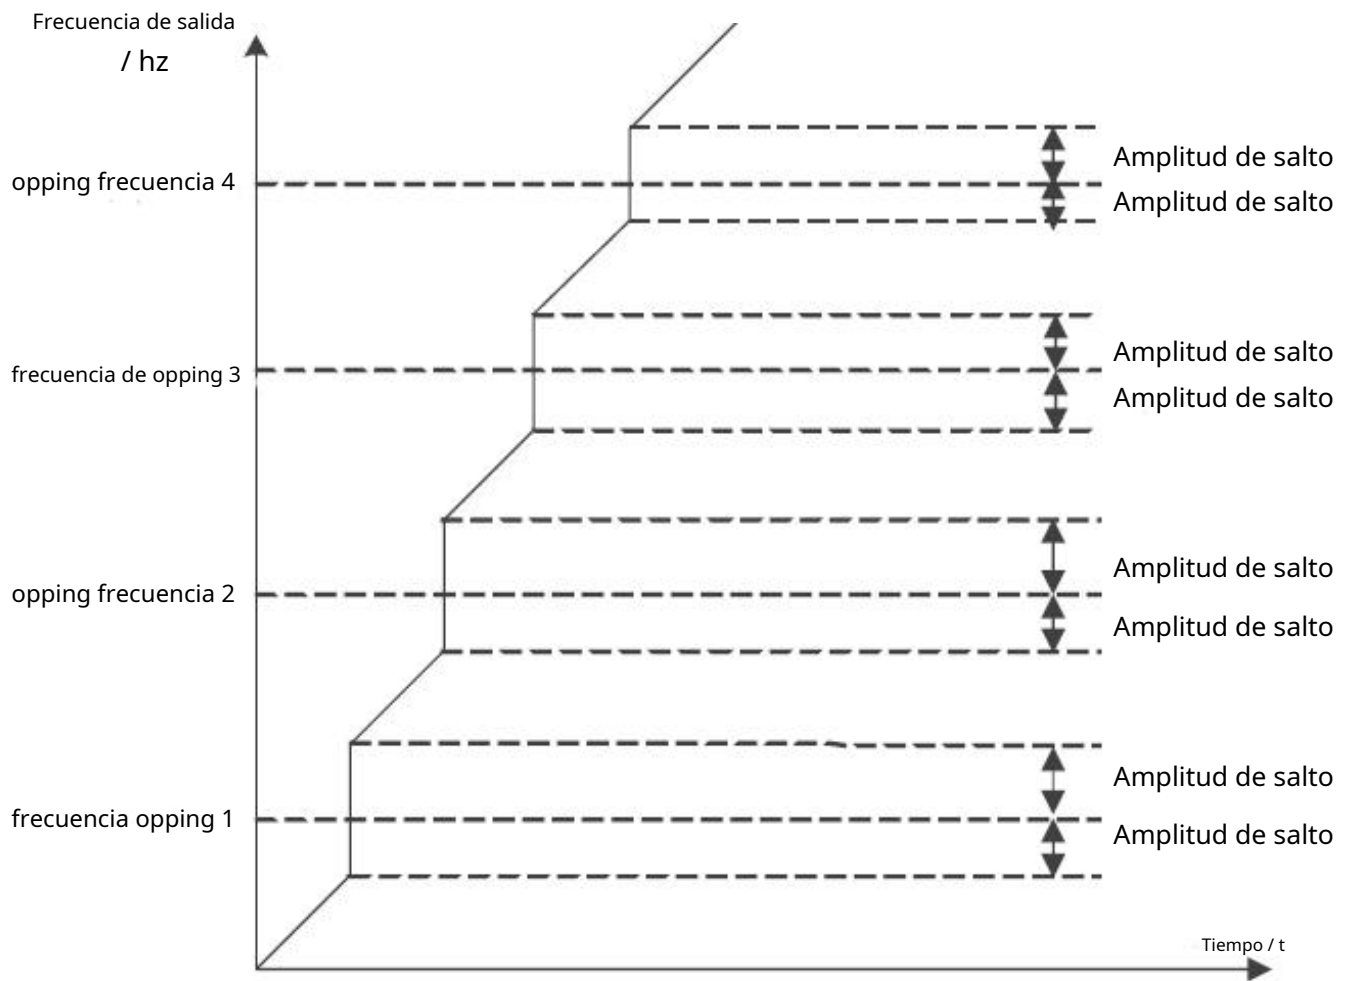 Frecuencia de salida
/ hz
opping frecuencia 4
Amplitud de salto
Amplitud de salto
frecuencia de opping 3
Amplitud de salto
Amplitud de salto
opping frecuencia 2
Amplitud de salto
Amplitud de salto
frecuencia opping 1
Amplitud de salto
Amplitud de salto
Tiempo / t